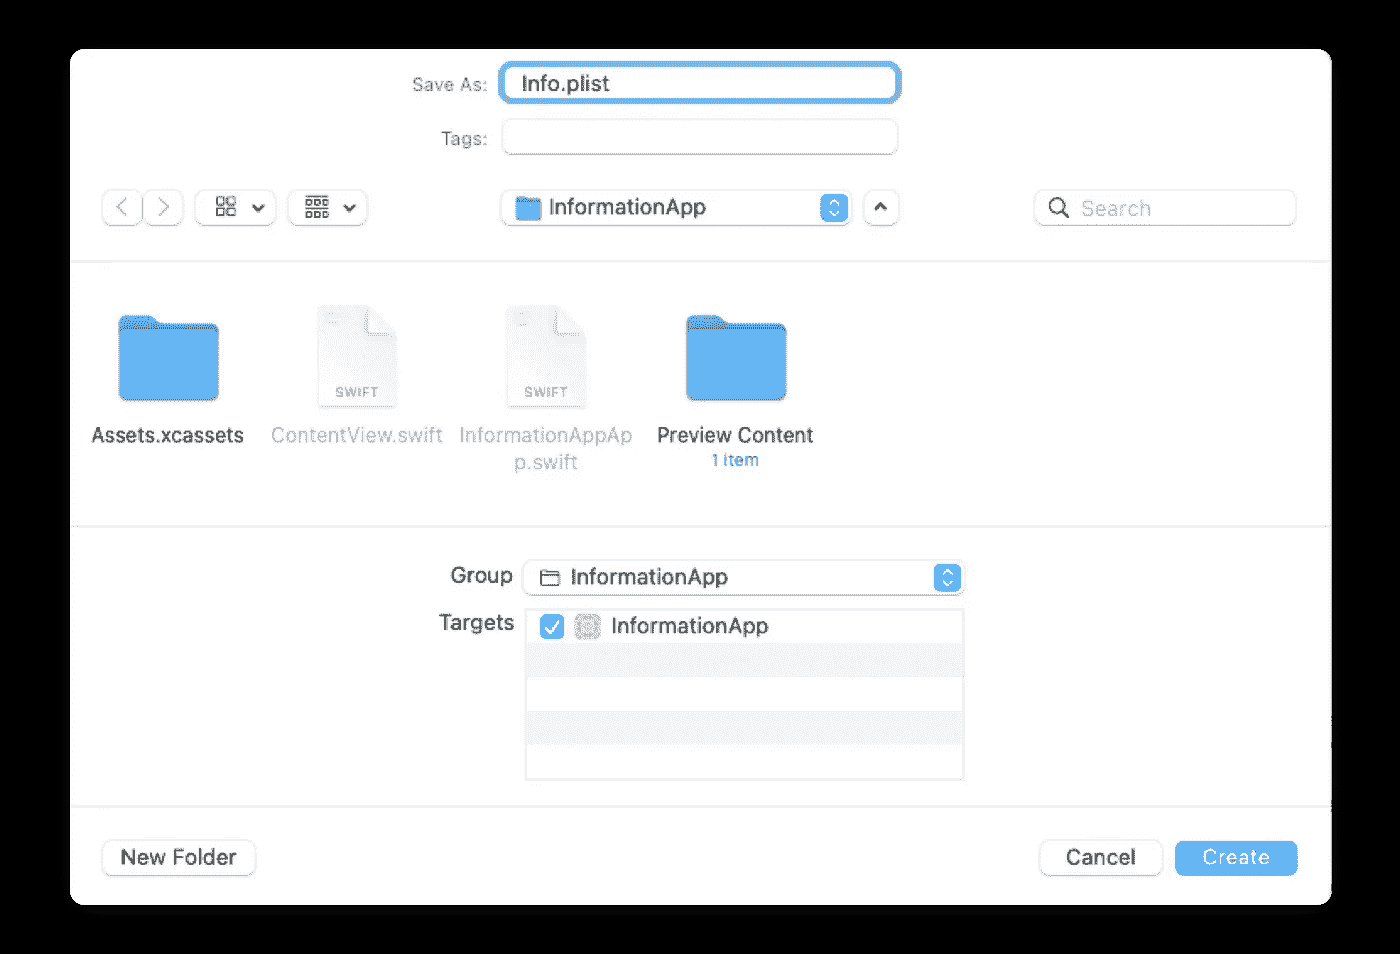 Save As: Info.plist
Tags:
InformationApp
Search
SWIFT
SWIFT
Assets.xcassets ContentView.swift InformationAppAp Preview Content
p.swift 1 item
Group InformationApp
Targets InformationApp
New Folder Cancel Create